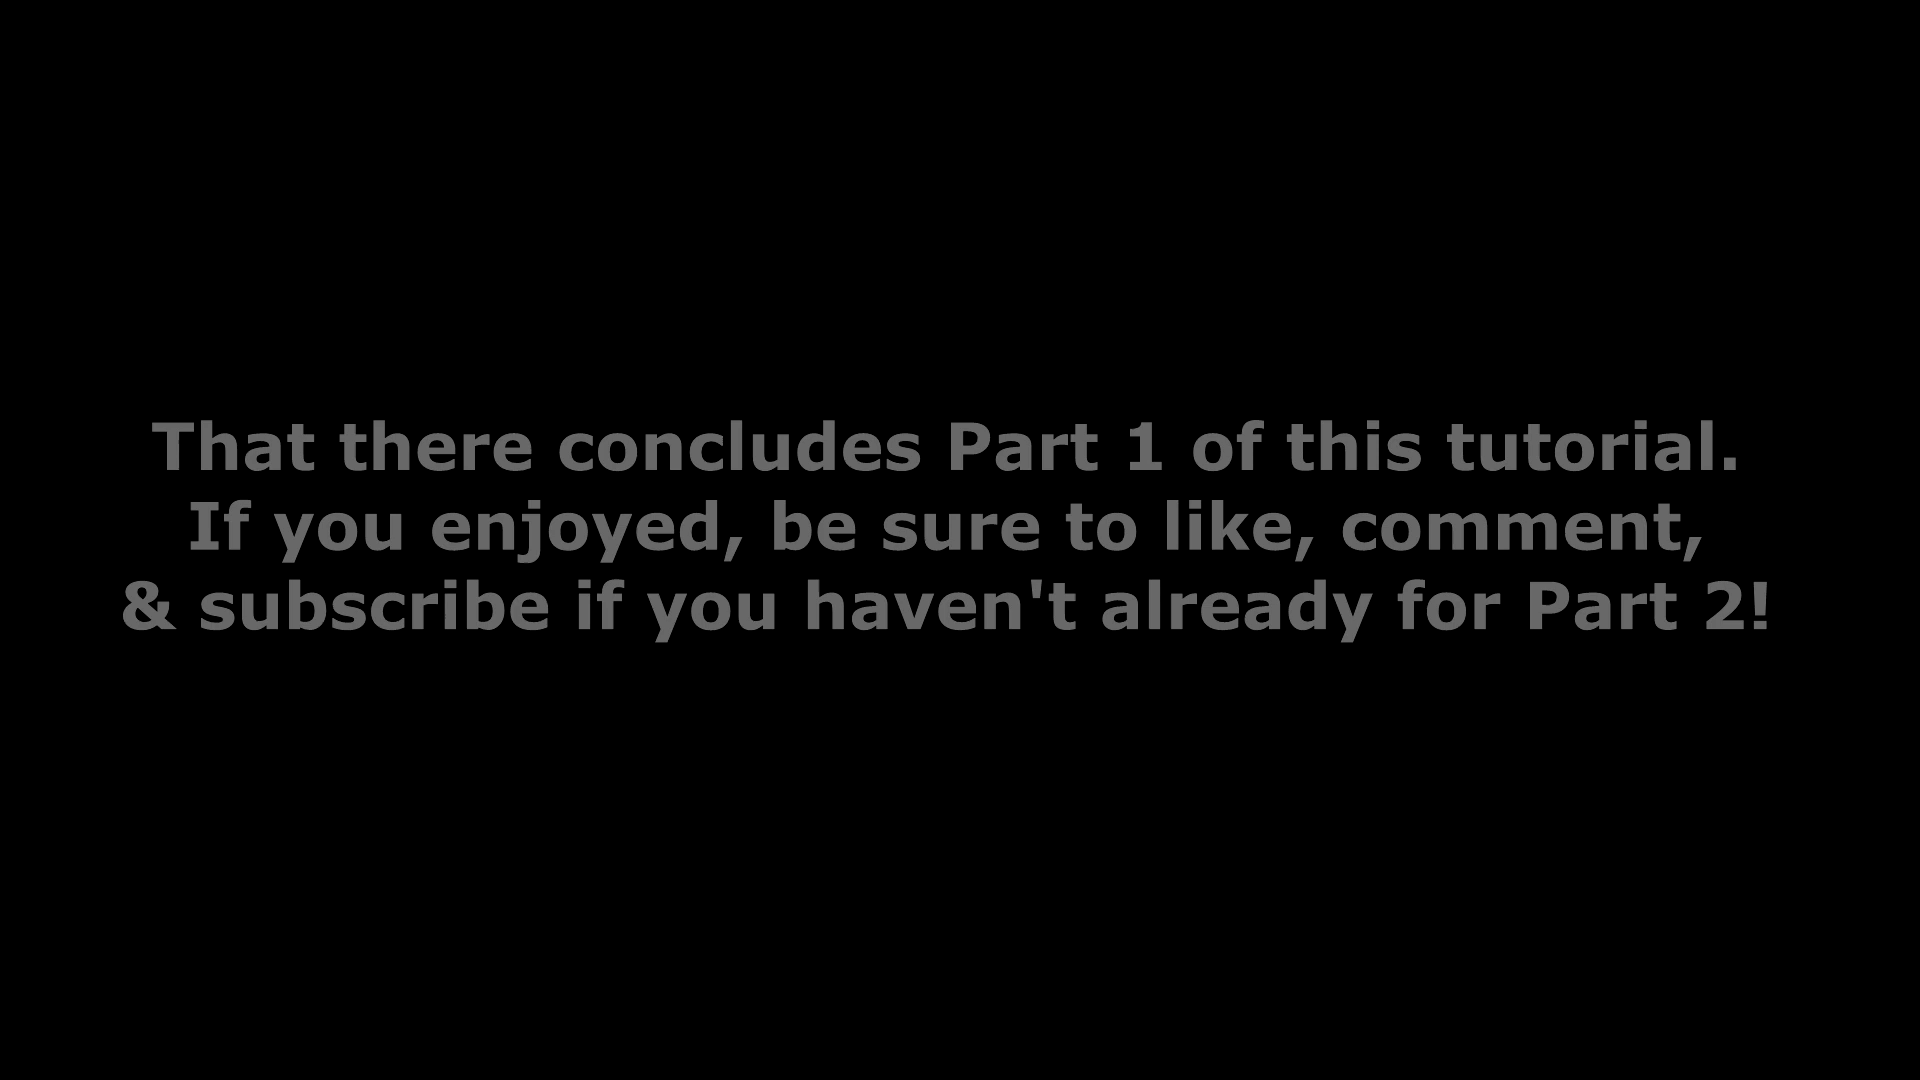 That there concludes Part 1 of this tutorial.
If you enjoyed, be sure to like, comment,
& subscribe if you haven't already for Part 2!